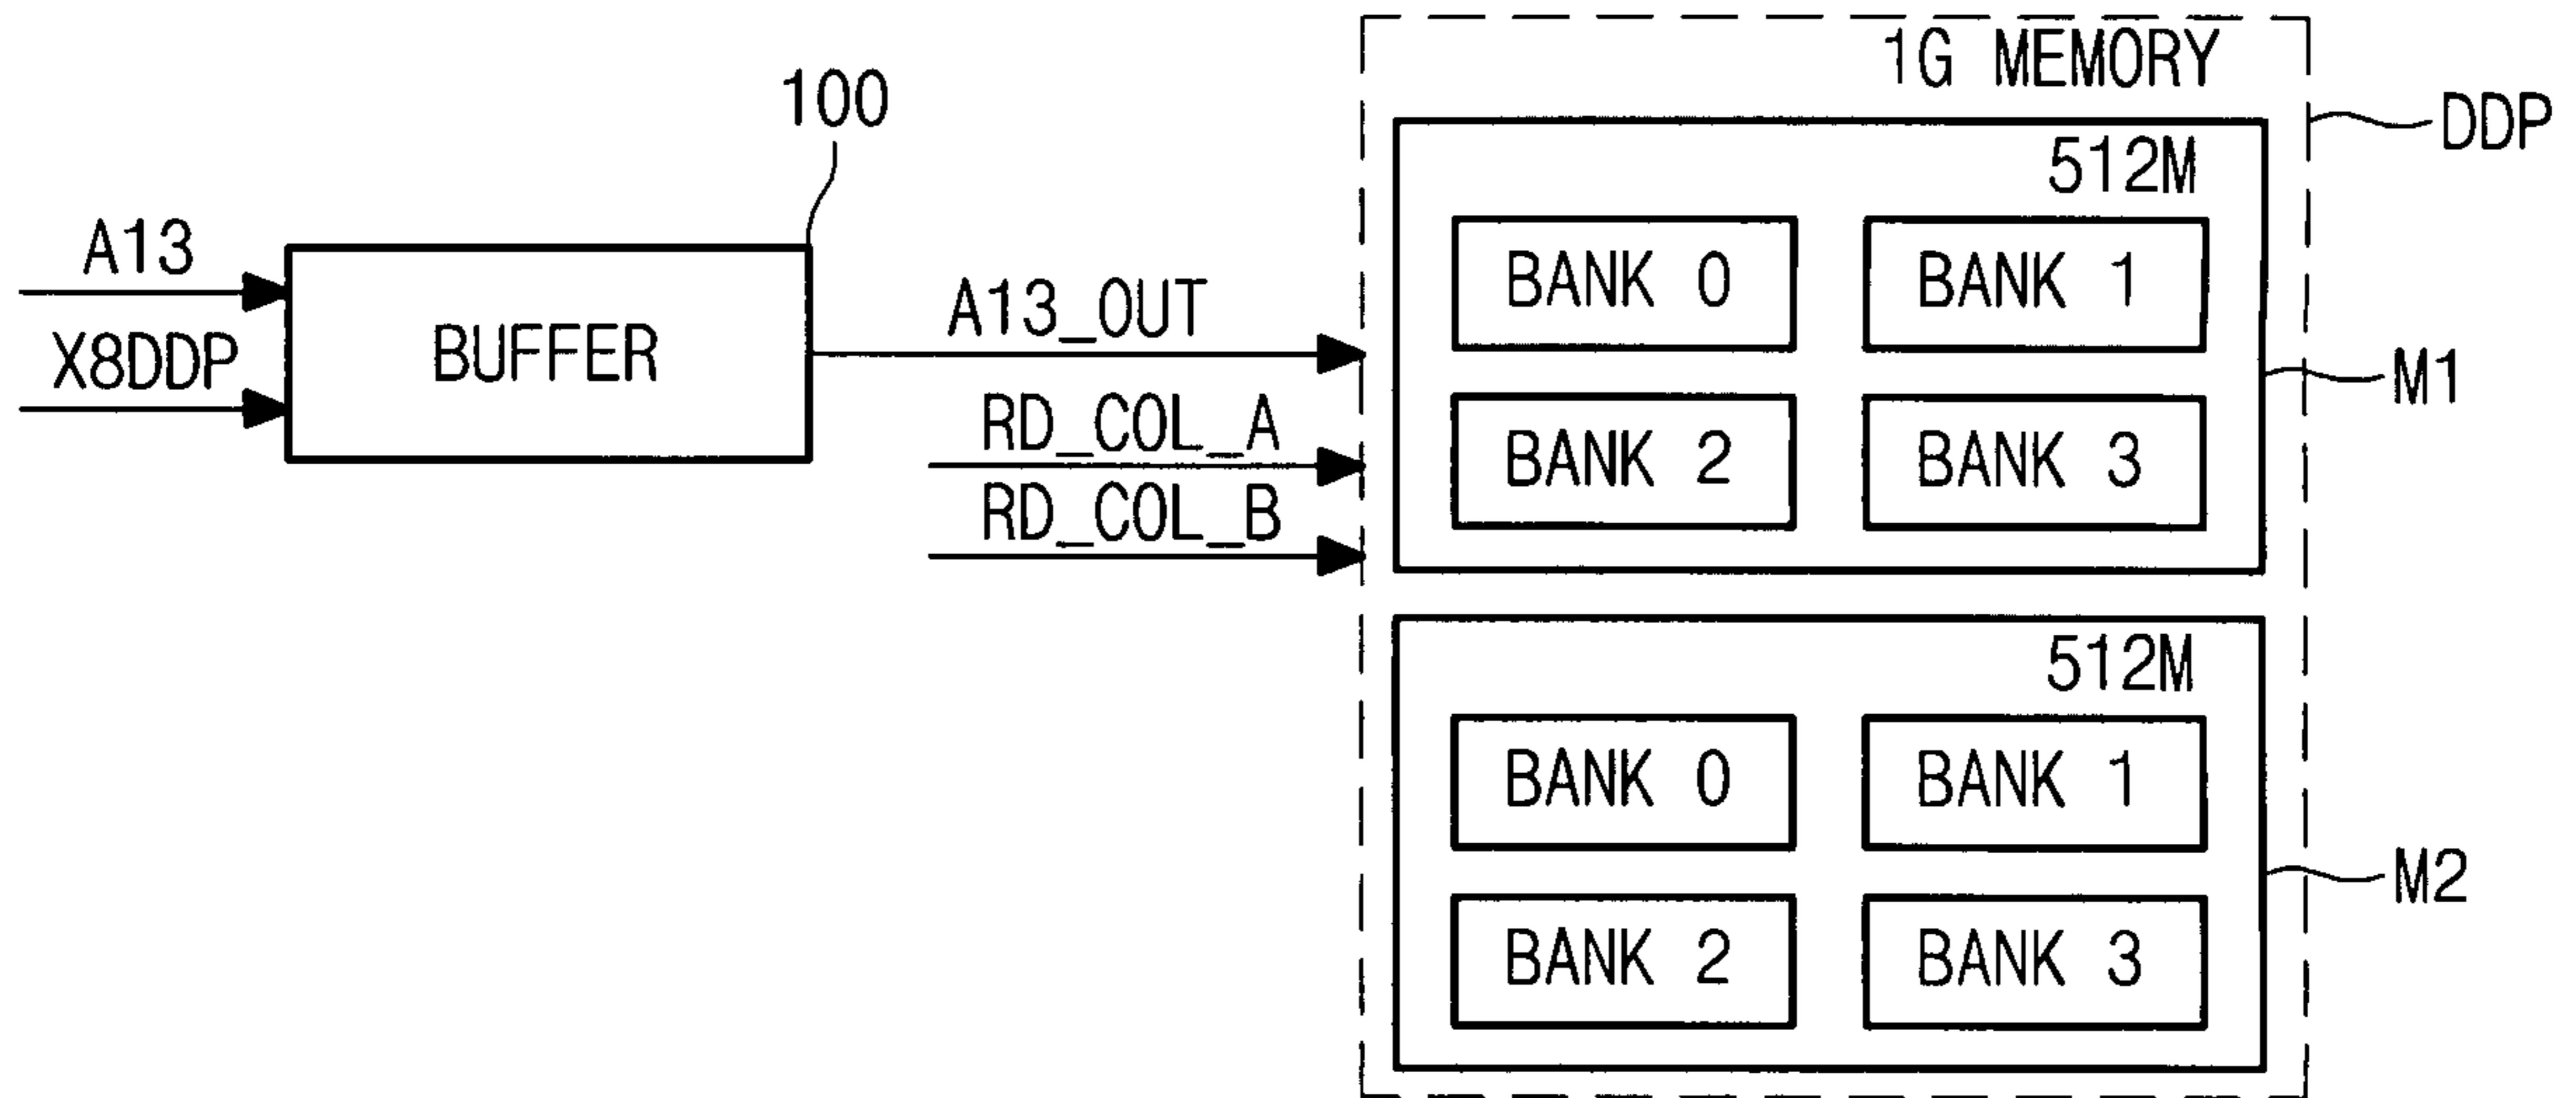 1G MEMORY
DDP
100
512M
A13
BANK 0
BANK 1
A13_OUT
X8DDP
BUFFER
M1
RD_COL_A
BANK 2
BANK 3
RD_COL_B
512M
BANK 0
BANK 1
M2
BANK 2
BANK 3